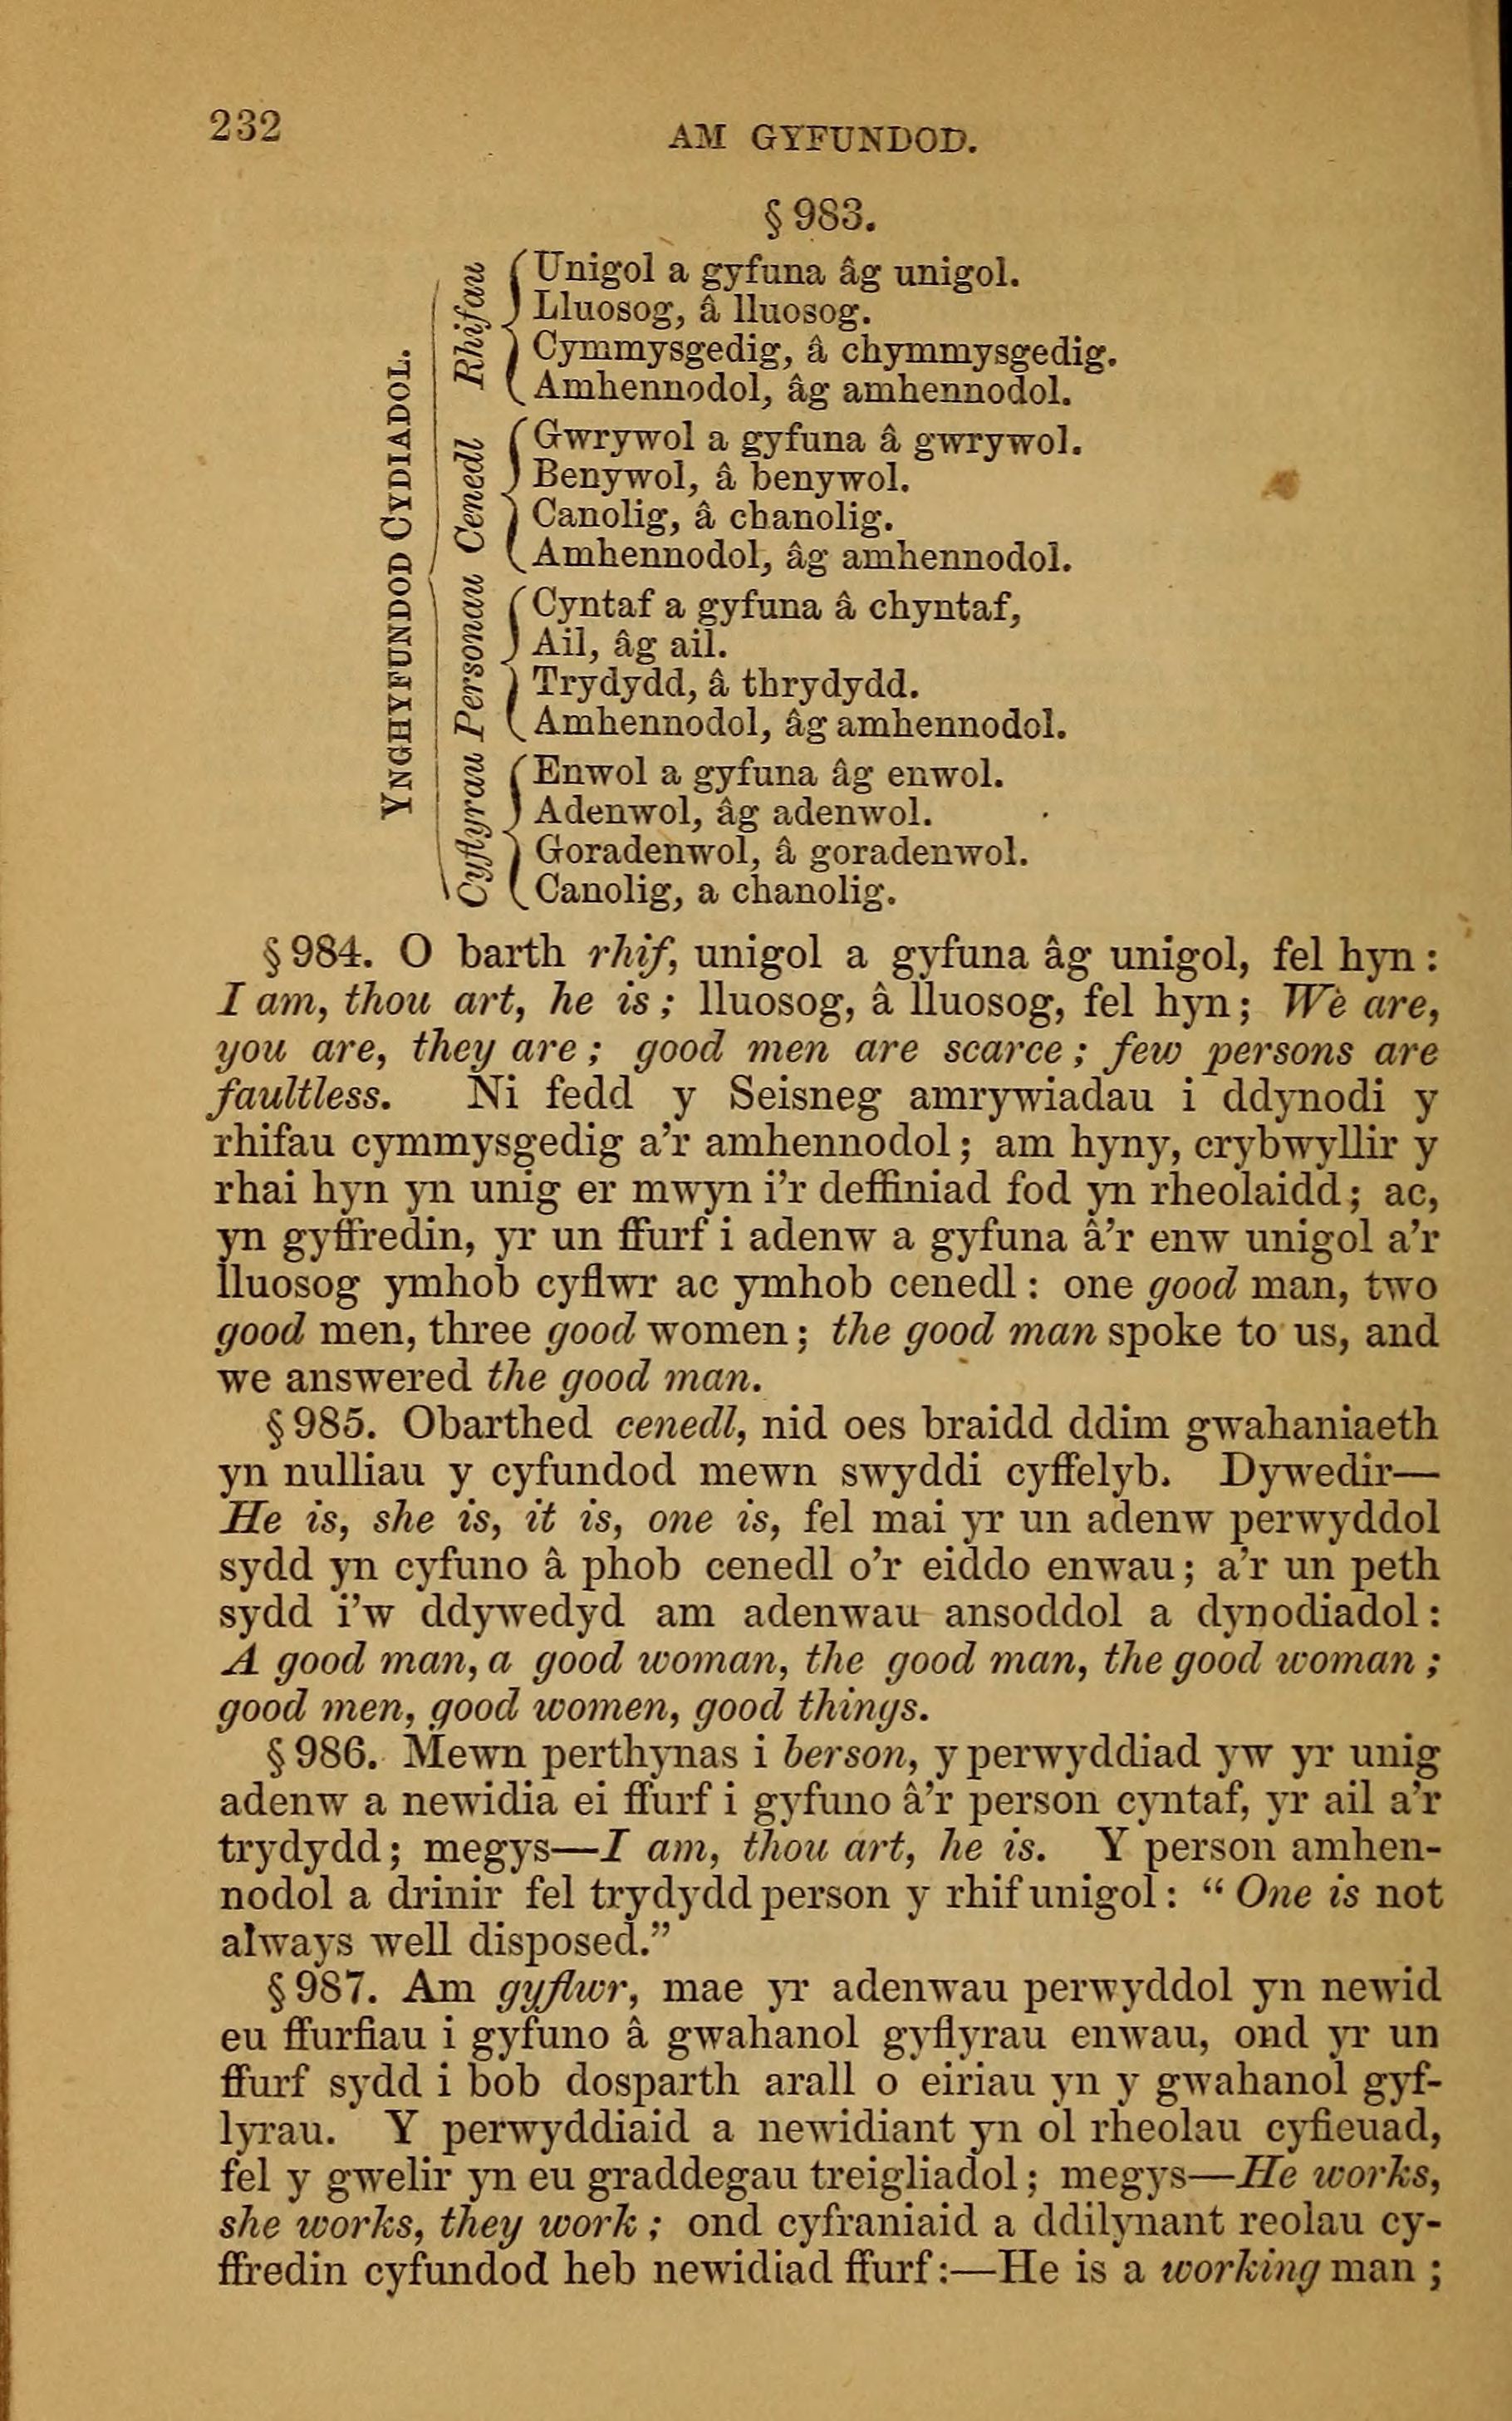 232
AM GYFUNDOD.
§ 983.
YNGHYFUNDOD CYDIADOL.
Rhifau
Unigol a gyfuna âg unigol.
Lluosog, â lluosog.
Cymmysgedig, â chymmysgedig.
Amhennodol, âg amhennodol.
Cenedl
Gwrywol a gyfuna â gwrywol.
Benywol, â benywol.
Canolig, â chanolig.
Amhennodol, âg amhennodol.
Personau
Cyntaf a gyfuna â chyntaf,
Ail, âg ail.
Trydydd, â thrydydd.
Amhennodol, âg amhennodol.
Cyflyrau
Enwol a gyfuna âg enwol.
Adenwol, âg adenwol.
Goradenwol, â goradenwol.
Canolig, a chanolig.
§ 984. O barth rhif, unigol a gyfuna âg unigol, fel hyn :
I am, thou art, he is ; lluosog, â lluosog, fel hyn ; We are,
you are, they are ; good men are scarce ; few persons are
faultless. Ni fedd y Seisneg amrywiadau i ddynodi y
rhifau cymmysgedig a'r amhennodol ; am hyny, crybwyllir y
rhai hyn yn unig er mwyn i'r deffiniad fod yn rheolaidd ; ac,
yn gyffredin, yr un ffurf i adenw a gyfuna â'r enw unigol a'r
lluosog ymhob cyflwr ac ymhob cenedl : one good man, two
good men, three good women ; the good man spoke to us, and
we answered the good man.
§ 985. Obarthed cenedl, nid oes braidd ddim gwahaniaeth
yn nulliau y cyfundod mewn swyddi cyffelyb. Dywedir—
He is, she is, it is, one is, fel mai yr un adenw perwyddol
sydd yn cyfuno â phob cenedl o'r eiddo enwau ; a'r un peth
sydd i'w ddywedyd am adenwau ansoddol a dynodiadol :
A good man, a good woman, the good man, the good woman ;
good men, good women, good things.
§ 986. Mewn perthynas i berson, y perwyddiad yw yr unig
adenw a newidia ei ffurf i gyfuno â'r person cyntaf, yr ail a'r
trydydd ; megys—I am, thou art, he is. Y person amhen-
nodol a drinir fel trydydd person y rhif unigol : “ One is not
always well disposed.”
§ 987. Am gyflwr, mae yr adenwau perwyddol yn newid
eu ffurfiau i gyfuno â gwahanol gyflyrau enwau, ond yr un
ffurf sydd i bob dosparth arall o eiriau yn y gwahanol gyf-
lyrau. Y perwyddiaid a newidiant yn ol rheolau cyfieuad,
fel y gwelir yn eu graddegau treigliadol ; megys—He works,
she works, they work ; ond cyfraniaid a ddilynant reolau cy-
ffredin cyfundod heb newidiad ffurf :—He is a working man ;